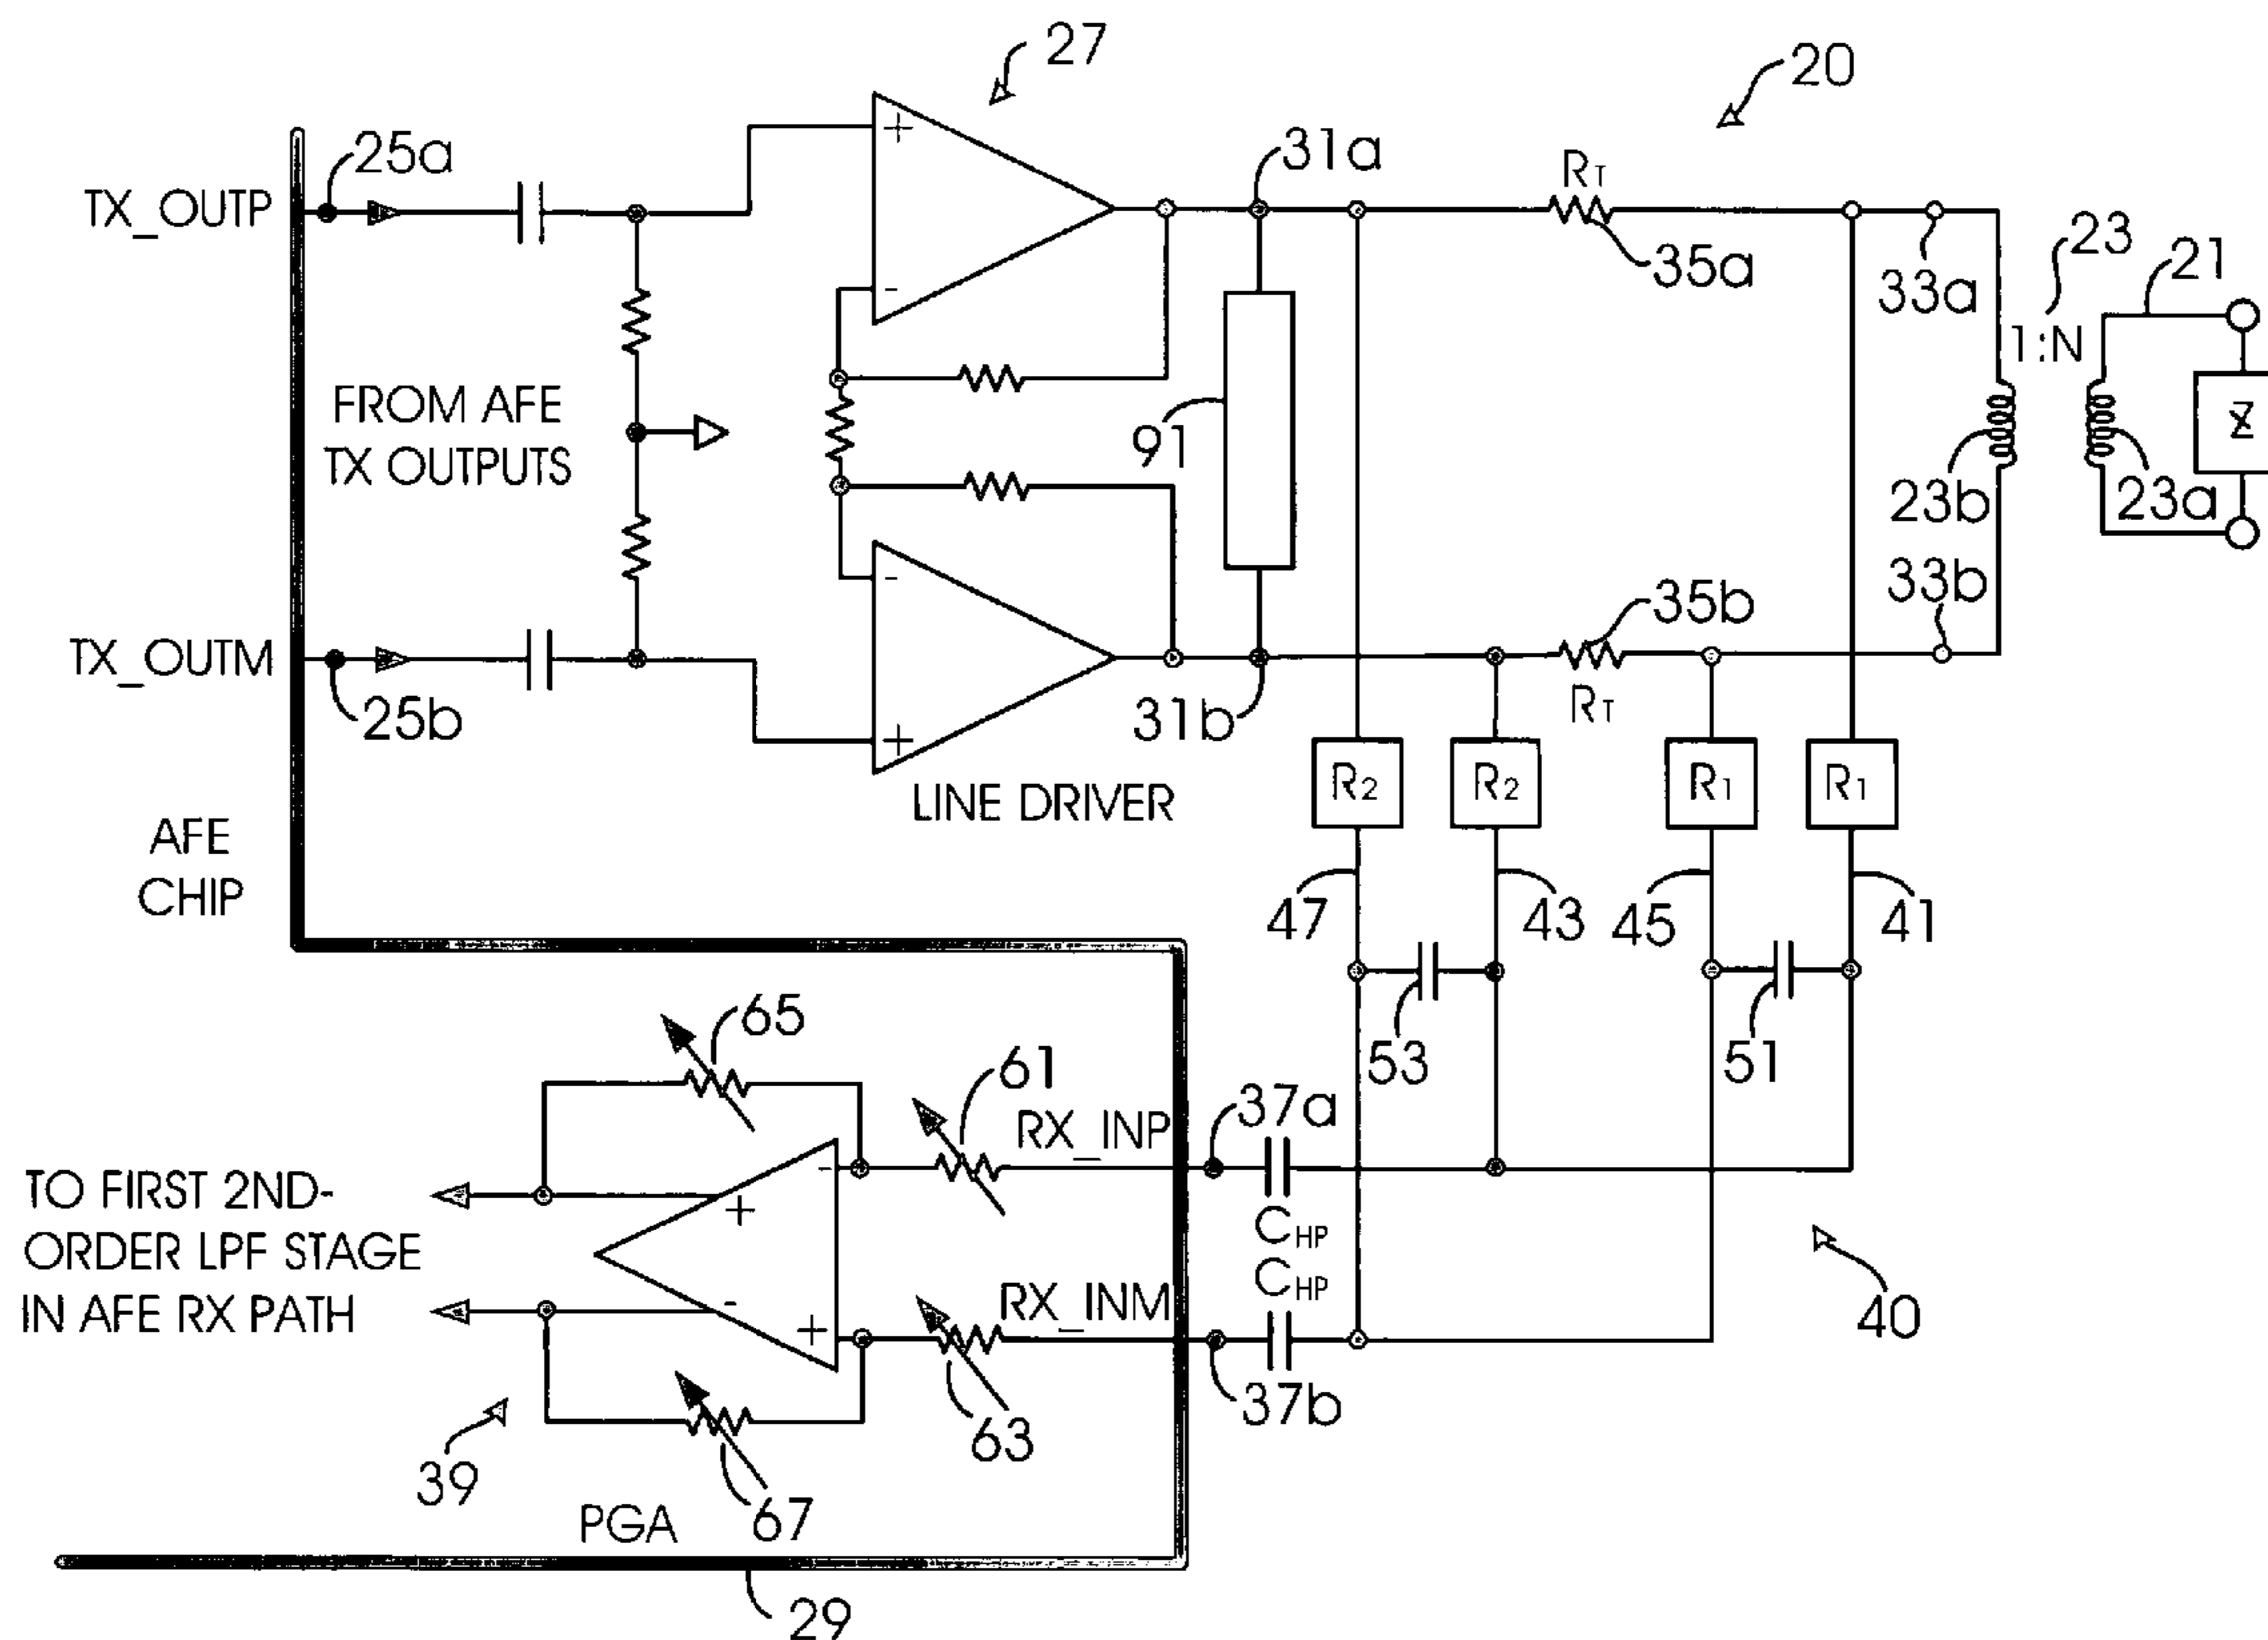 27
20
25a
31a
RT
TX_OUTP
35a
33a
23
21
1:N
FROM AFE
TX OUTPUTS
91
Z
23b
23a
35b
33b
TX_OUTM
25b
31b
RT
R2
R2
R1
R1
LINE DRIVER
AFE
CHIP
47
43
45
41
65
61
53
51
RX_INP
37a
TO FIRST 2ND-
ORDER LPF STAGE
IN AFE RX PATH
CHP
CHP
RX_INM
40
37b
39
63
PGA
67
29